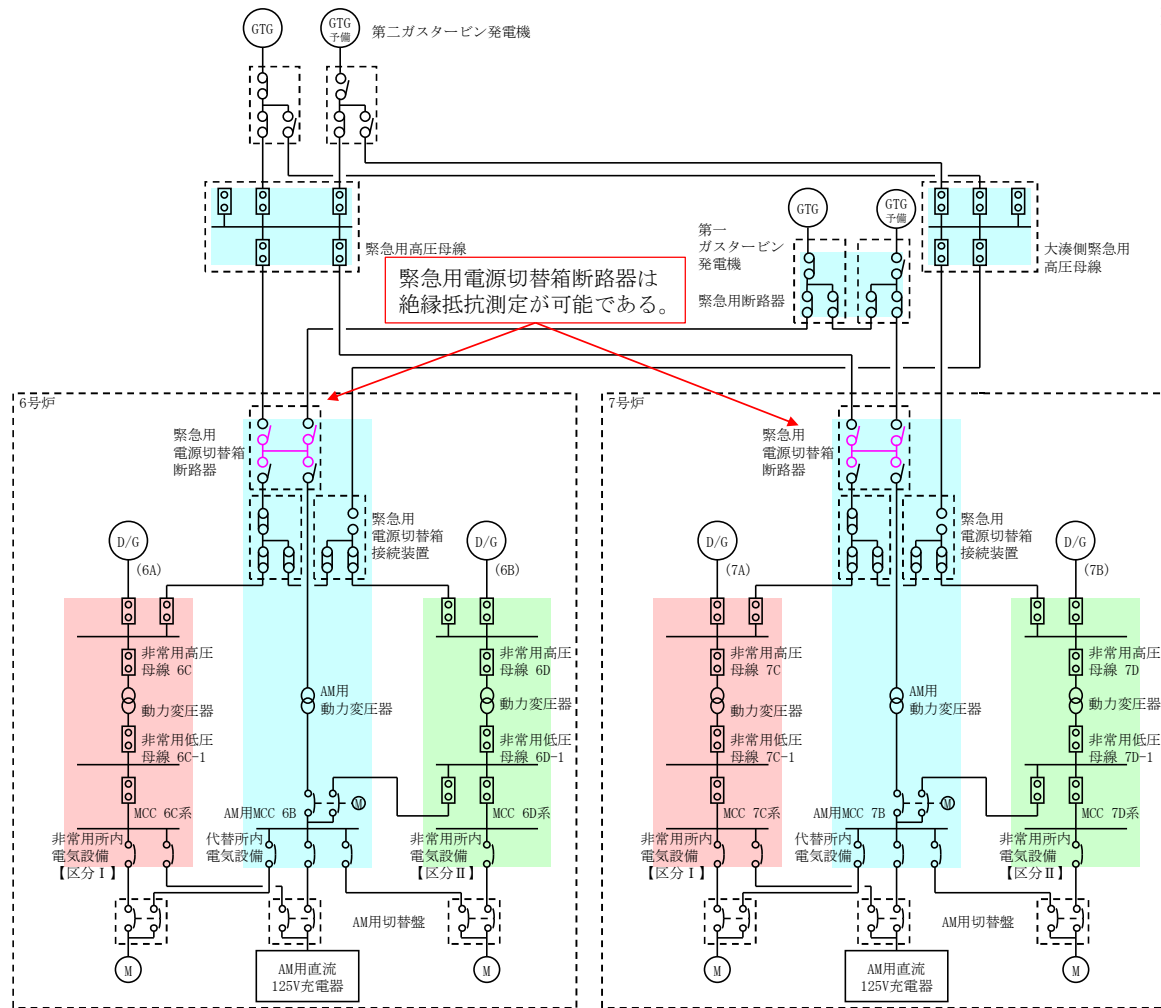 GTG
GTG
予備
第二ガスタービン発電機
緊急用高圧母線
第一
ガスタービン
発電機
緊急用断路器
GTG
GTG
予備
大湊側緊急用
高圧母線
緊急用電源切替箱断路器は
絶縁抵抗測定が可能である。
6号炉
緊急用
電源切替箱
断路器
緊急用
電源切替箱
接続装置
D/G
(6A)
D/G
(6B)
非常用高圧
母線 6C
動力変圧器
非常用低圧
母線 6C-1
MCC 6C系
非常用所内
電気設備
【区分Ⅰ】
AM用
動力変圧器
M
AM用MCC 6B
代替所内
電気設備
非常用高圧
母線 6D
動力変圧器
非常用低圧
母線 6D-1
MCC 6D系
非常用所内
電気設備
【区分Ⅱ】
AM用切替盤
M
AM用直流
125V充電器
M
7号炉
緊急用
電源切替箱
断路器
緊急用
電源切替箱
接続装置
D/G
(7A)
D/G
(7B)
非常用高圧
母線 7C
動力変圧器
非常用低圧
母線 7C-1
MCC 7C系
非常用所内
電気設備
【区分Ⅰ】
AM用
動力変圧器
M
AM用MCC 7B
代替所内
電気設備
非常用高圧
母線 7D
動力変圧器
非常用低圧
母線 7D-1
MCC 7D系
非常用所内
電気設備
【区分Ⅱ】
AM用切替盤
M
AM用直流
125V充電器
M